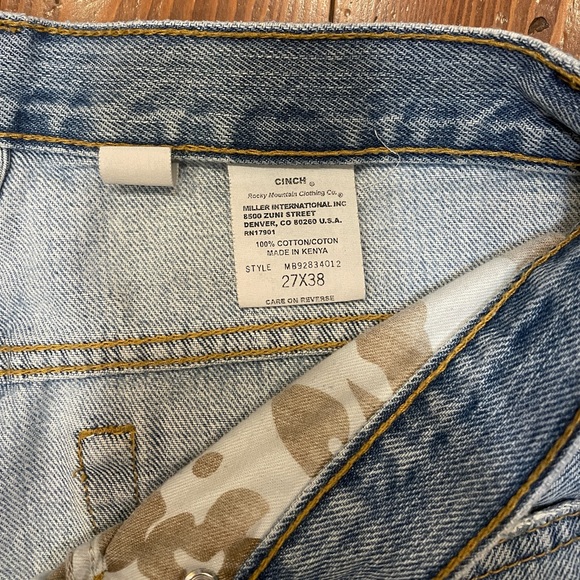 CINCH ®
Rocky Mountain Clothing Co.®
MILLER INTERNATIONAL INC
8500 ZUNI STREET
DENVER, CO 80260 U.S.A.
RN17901
100% COTTON/COTON
MADE IN KENYA
STYLE MB92834012
27X38
CARE ON REVERSE